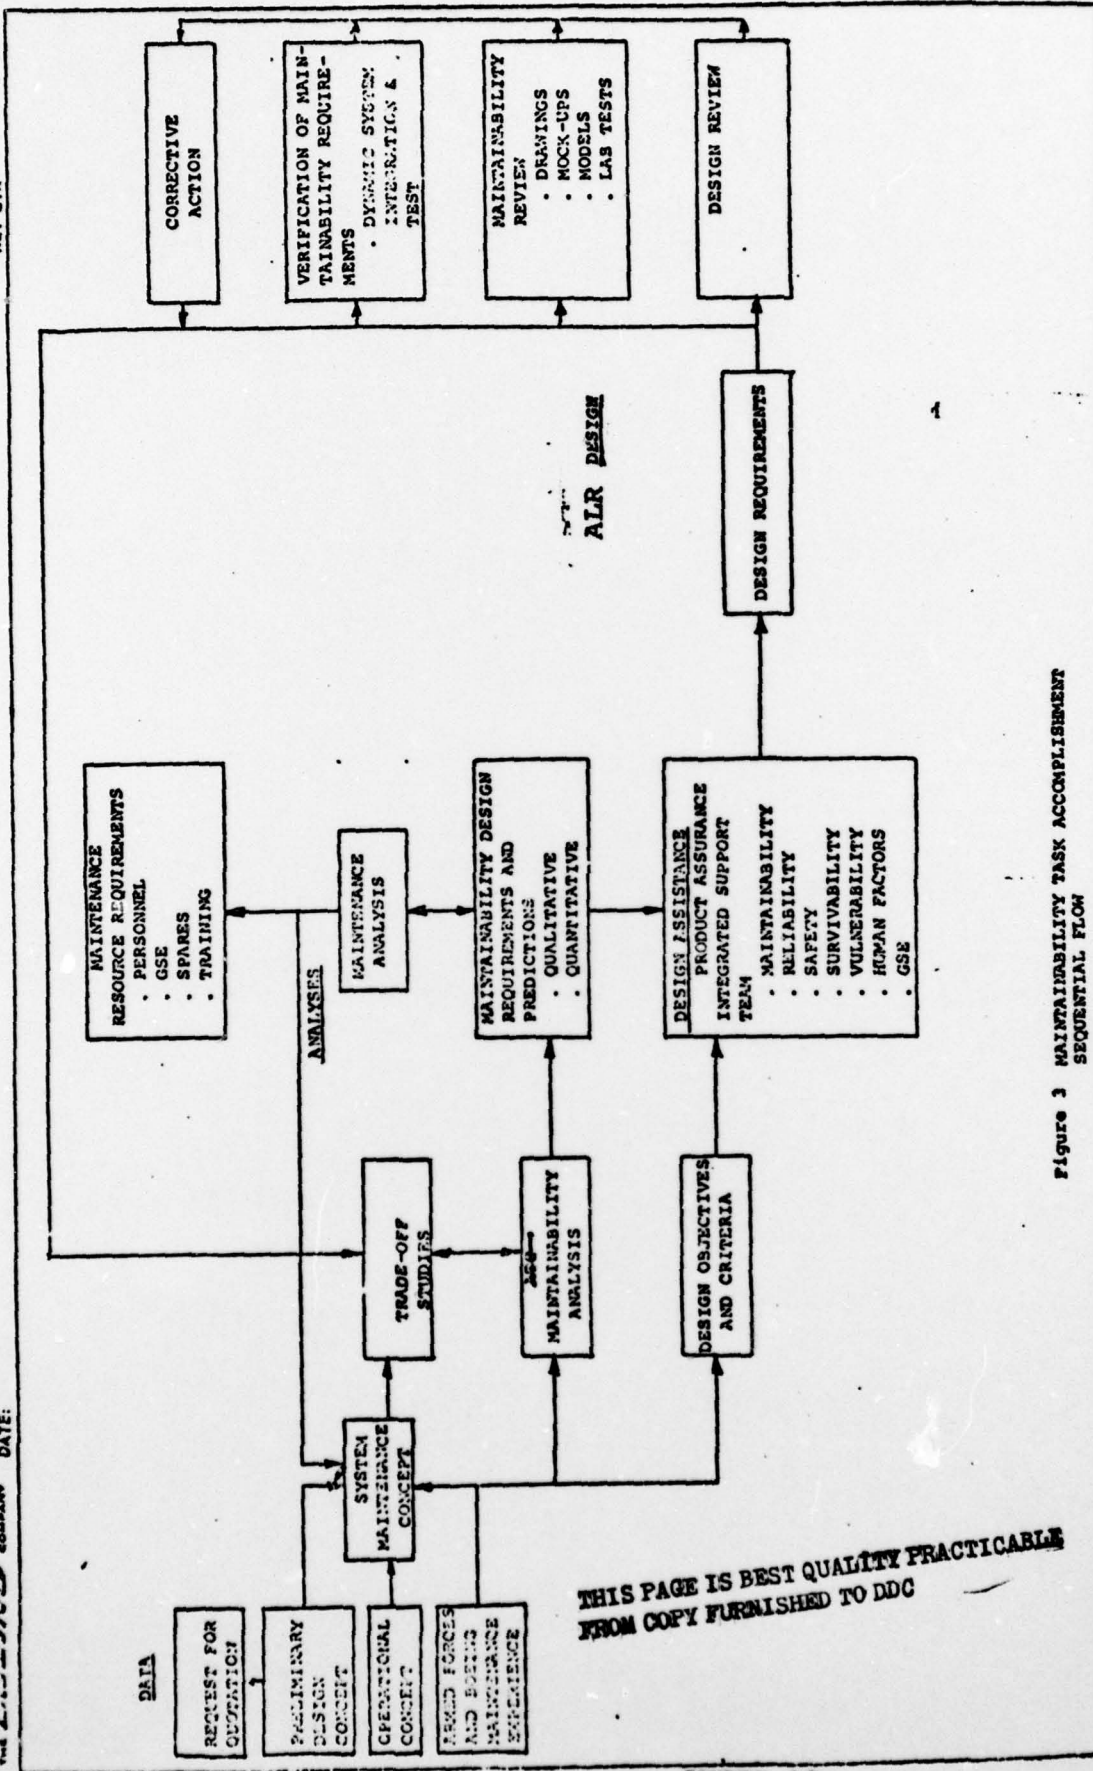 COMPANY DATE:
DATA
REQUEST FOR
QUOTATION
PRELIMINARY
DESIGN
CONCEPT
OPERATIONAL
CONCEPT
ARMED FORCES
AND BOEING
MAINTENANCE
EXPERIENCE
SYSTEM
MAINTENANCE
CONCEPT
TRADE-OFF
STUDIES
MAINTAINABILITY
ANALYSIS
DESIGN OBJECTIVES
AND CRITERIA
ANALYSES
MAINTENANCE
RESOURCE REQUIREMENTS
· PERSONNEL
· GSE
· SPARES
· TRAINING
MAINTENANCE
ANALYSIS
MAINTAINABILITY DESIGN
REQUIREMENTS AND
PREDICTIONS
· QUALITATIVE
· QUANTITATIVE
DESIGN ASSISTANCE
PRODUCT ASSURANCE
INTEGRATED SUPPORT
TEAM
· MAINTAINABILITY
· RELIABILITY
· SAFETY
· SURVIVABILITY
· VULNERABILITY
· HUMAN FACTORS
· GSE
ALR DESIGN
DESIGN REQUIREMENTS
CORRECTIVE
ACTION
VERIFICATION OF MAIN-
TAINABILITY REQUIRE-
MENTS
· DYNAMIC SYSTEM
INTEGRATION &
TEST
MAINTAINABILITY
REVIEW
· DRAWINGS
· MOCK-UPS
· MODELS
· LAB TESTS
DESIGN REVIEW
Figure 3 MAINTAINABILITY TASK ACCOMPLISHMENT
SEQUENTIAL FLOW
THIS PAGE IS BEST QUALITY PRACTICABLE
FROM COPY FURNISHED TO DDC